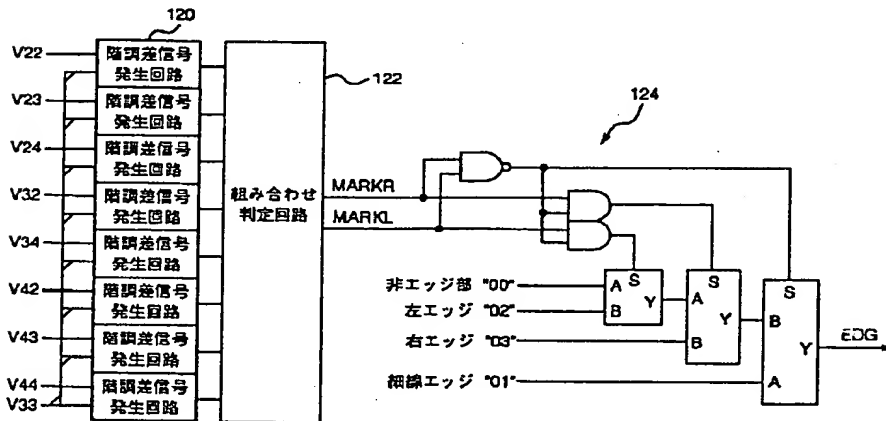 120
V22
階調差信号
発生回路
V23
階調差信号
発生回路
V24
階調差信号
発生回路
V32
階調差信号
発生回路
V34
階調差信号
発生回路
V42
階調差信号
発生回路
V43
階調差信号
発生回路
V44
階調差信号
発生回路
V33
122
組み合わせ
判定回路
MARKR
MARKL
124
非エッジ部 "00"
左エッジ "02"
右エッジ "03"
細線エッジ "01"
A
S
B
Y
A
S
Y
B
S
B
Y
A
EDG